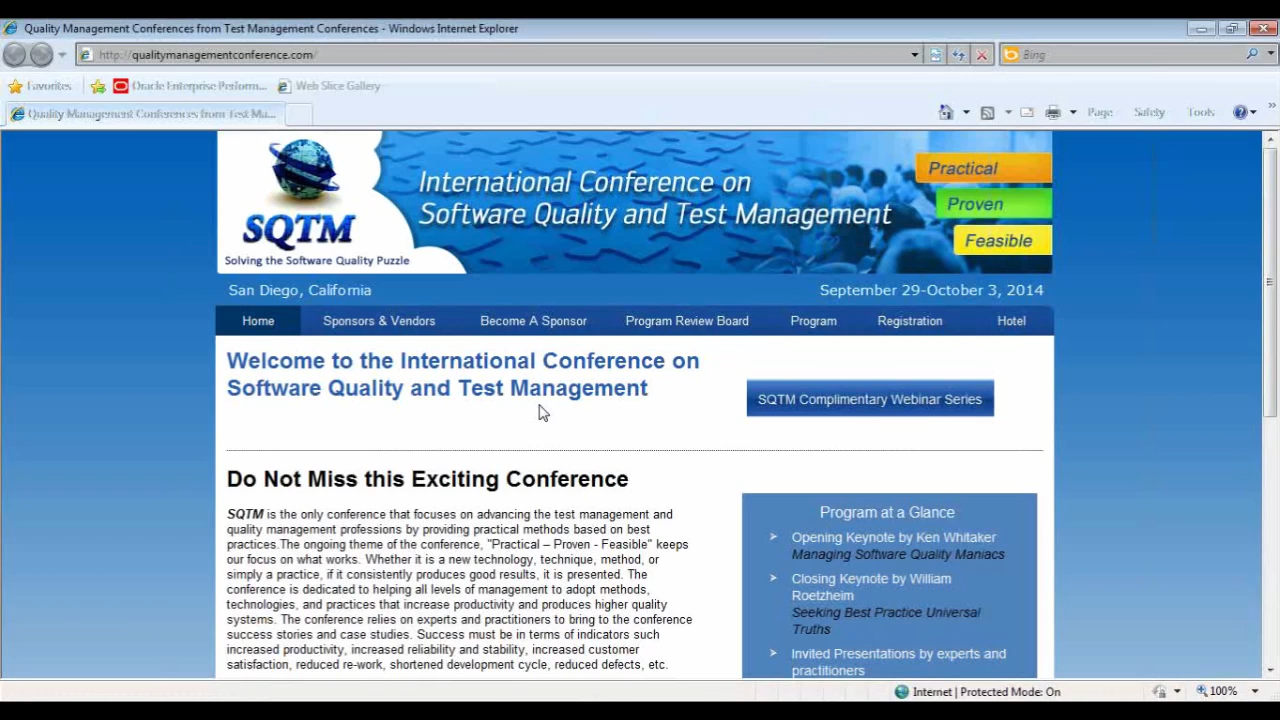 Quality Management Conferences from Test Management Conferences - Windows Internet Explorer
http://qualitymanagementconference.com/
Bing
Favorites
Oracle Enterprise Perform...
Web Slice Gallery
Quality Management Conferences from Test Ma...
Page
Safety
Tools
SQTM
Solving the Software Quality Puzzle
International Conference on
Software Quality and Test Management
Practical
Proven
Feasible
San Diego, California
September 29-October 3, 2014
Home
Sponsors & Vendors
Become A Sponsor
Program Review Board
Program
Registration
Hotel
Welcome to the International Conference on
Software Quality and Test Management
SQTM Complimentary Webinar Series
Do Not Miss this Exciting Conference
SQTM is the only conference that focuses on advancing the test management and
quality management professions by providing practical methods based on best
practices.The ongoing theme of the conference, "Practical – Proven - Feasible" keeps
our focus on what works. Whether it is a new technology, technique, method, or
simply a practice, if it consistently produces good results, it is presented. The
conference is dedicated to helping all levels of management to adopt methods,
technologies, and practices that increase productivity and produces higher quality
systems. The conference relies on experts and practitioners to bring to the conference
success stories and case studies. Success must be in terms of indicators such
increased productivity, increased reliability and stability, increased customer
satisfaction, reduced re-work, shortened development cycle, reduced defects, etc.
Program at a Glance
Opening Keynote by Ken Whitaker
Managing Software Quality Maniacs
Closing Keynote by William
Roetzheim
Seeking Best Practice Universal
Truths
Invited Presentations by experts and
practitioners
Internet | Protected Mode: On
100%